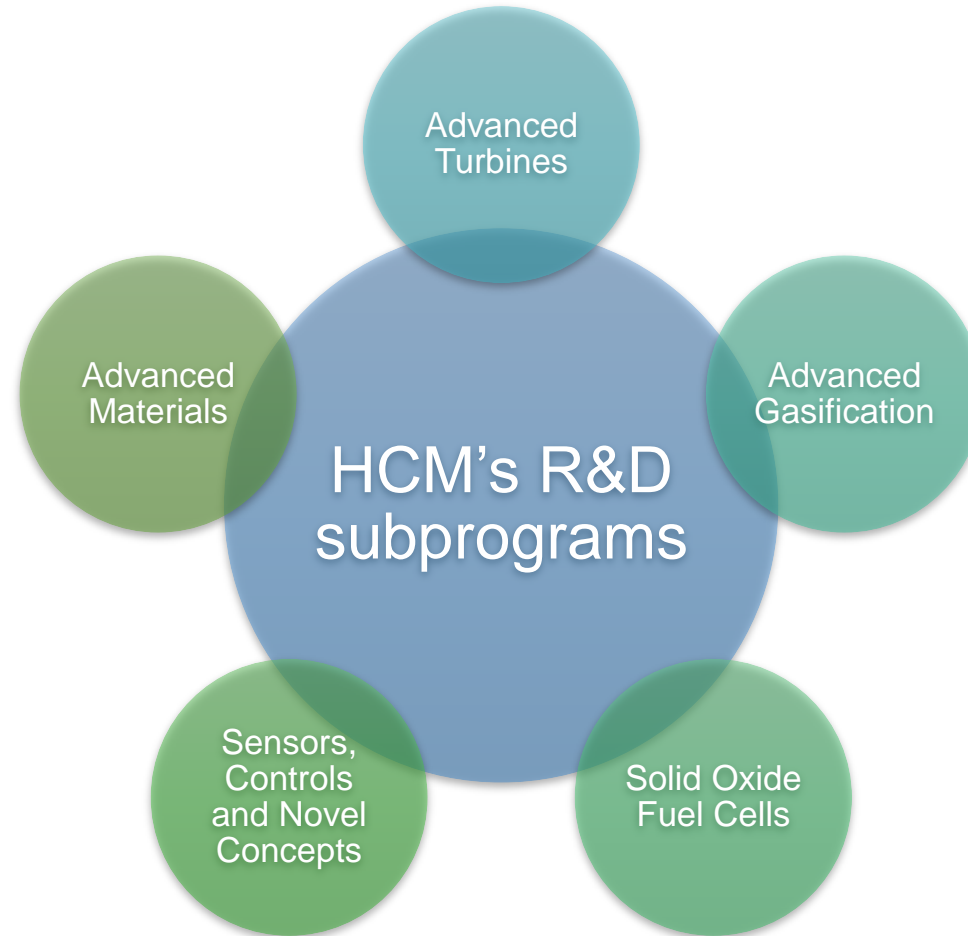 Advanced
Turbines
Advanced
Materials
Advanced
Gasification
HCM’s R&D
subprograms
Sensors,
Controls
and Novel
Concepts
Solid Oxide
Fuel Cells